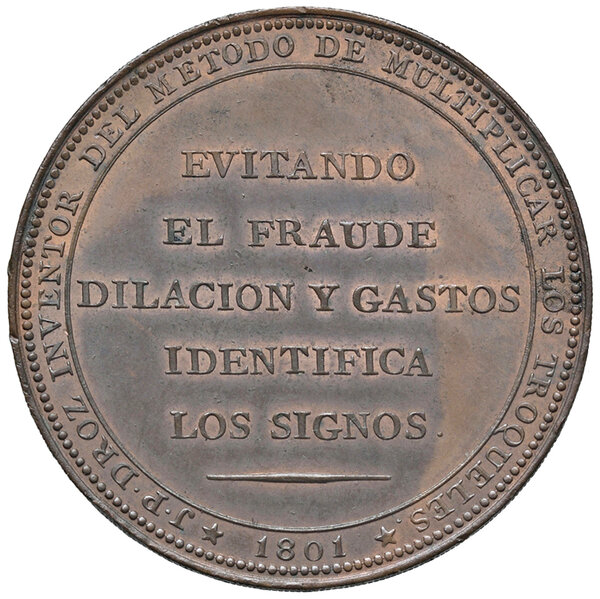 J.P. DROZ INVENTOR DEL METODO DE MULTIPLICAR LOS TROQUELES.
EVITANDO
EL FRAUDE
DILACION Y GASTOS
IDENTIFICA
LOS SIGNOS.
★ 1801 ★